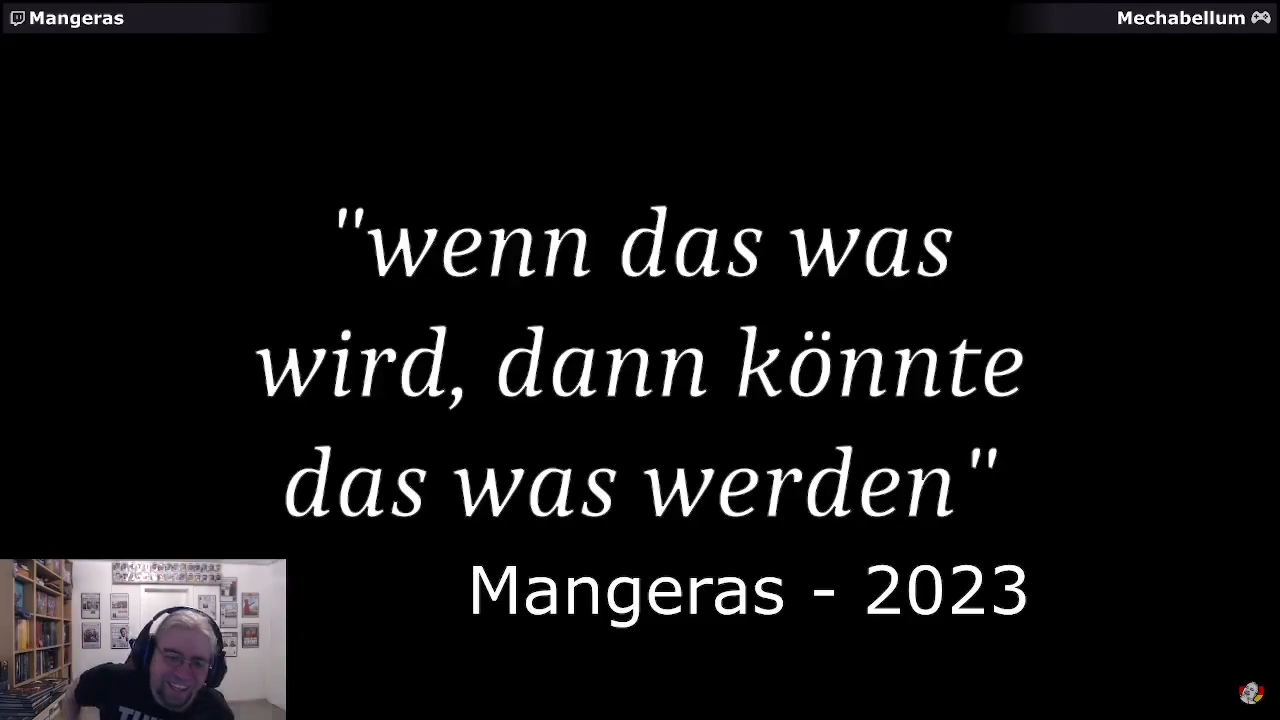 Mangeras
Mechabellum
"wenn das was
wird, dann könnte
das was werden"
Mangeras - 2023